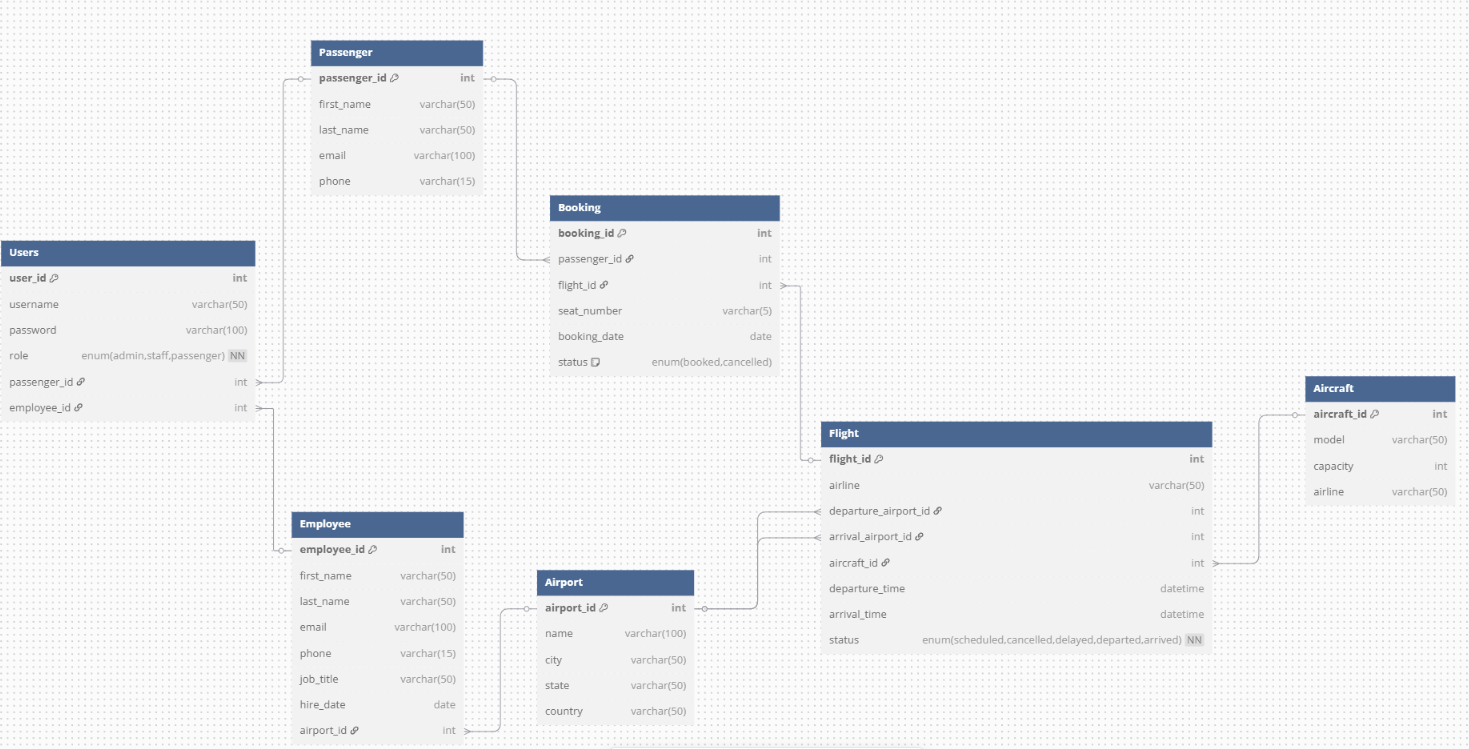 Passenger
passenger_id int
first_name varchar(50)
last_name varchar(50)
email varchar(100)
phone varchar(15)
Booking
booking_id int
passenger_id int
flight_id int
seat_number varchar(5)
booking_date date
status enum(booked,cancelled)
Users
user_id int
username varchar(50)
password varchar(100)
role enum(admin,staff,passenger) NN
passenger_id int
employee_id int
Aircraft
aircraft_id int
model varchar(50)
capacity int
airline varchar(50)
Flight
flight_id int
airline varchar(50)
departure_airport_id int
arrival_airport_id int
aircraft_id int
departure_time datetime
arrival_time datetime
status enum(scheduled,cancelled,delayed,departed,arrived) NN
Employee
employee_id int
first_name varchar(50)
last_name varchar(50)
email varchar(100)
phone varchar(15)
job_title varchar(50)
hire_date date
airport_id int
Airport
airport_id int
name varchar(100)
city varchar(50)
state varchar(50)
country varchar(50)